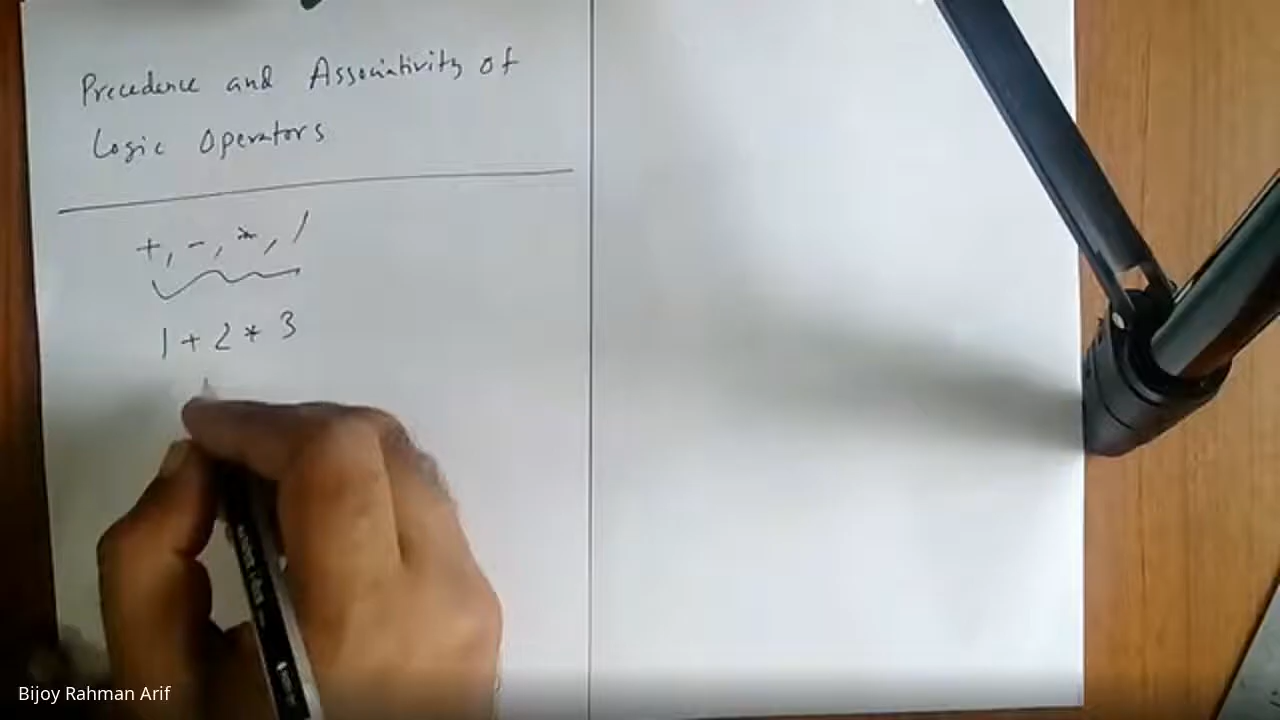 Precedence and Associativity of
Logic Operators
+, -, *, /
1 + 2 * 3
Bijoy Rahman Arif